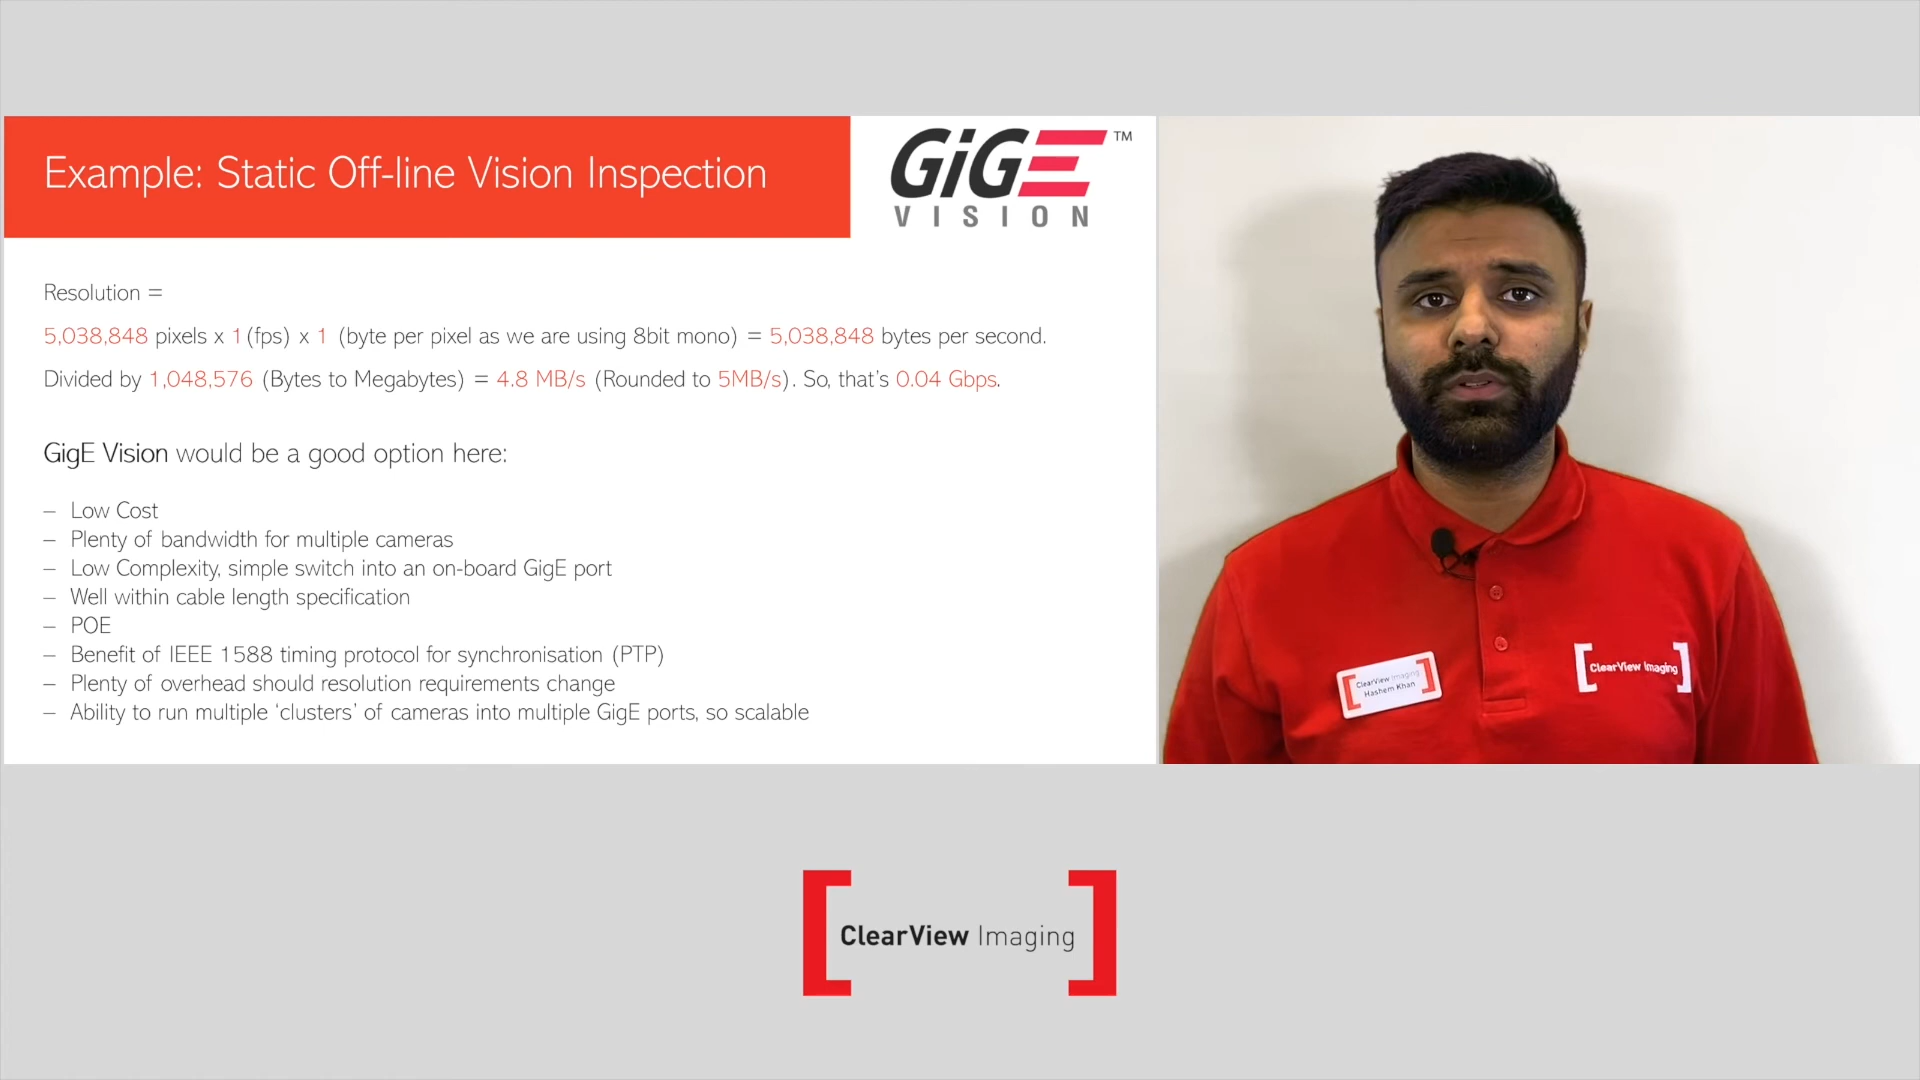 Example: Static Off-line Vision Inspection
GiGE™
VISION
Resolution =
5,038,848 pixels x 1 (fps) x 1 (byte per pixel as we are using 8bit mono) = 5,038,848 bytes per second.
Divided by 1,048,576 (Bytes to Megabytes) = 4.8 MB/s (Rounded to 5MB/s). So, that's 0.04 Gbps.
GigE Vision would be a good option here:
– Low Cost
– Plenty of bandwidth for multiple cameras
– Low Complexity, simple switch into an on-board GigE port
– Well within cable length specification
– POE
– Benefit of IEEE 1588 timing protocol for synchronisation (PTP)
– Plenty of overhead should resolution requirements change
– Ability to run multiple 'clusters' of cameras into multiple GigE ports, so scalable
ClearView Imaging
Hashem Khan
ClearView Imaging
ClearView Imaging